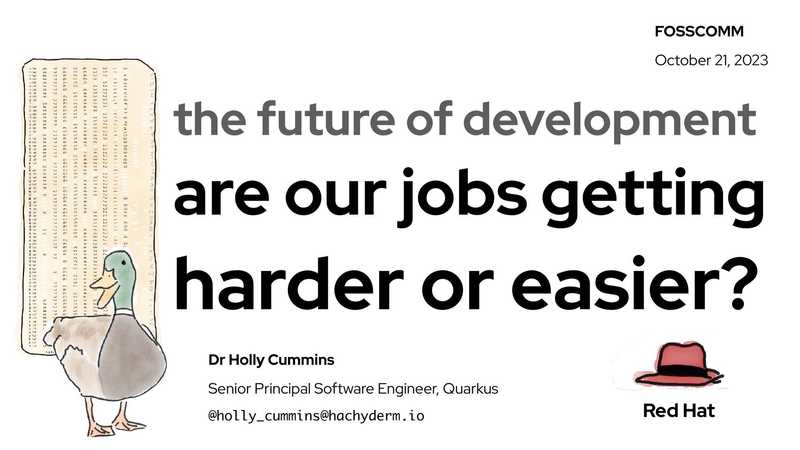 FOSSCOMM
October 21, 2023
the future of development
are our jobs getting
harder or easier?
Dr Holly Cummins
Senior Principal Software Engineer, Quarkus
@holly_cummins@hachyderm.io
Red Hat